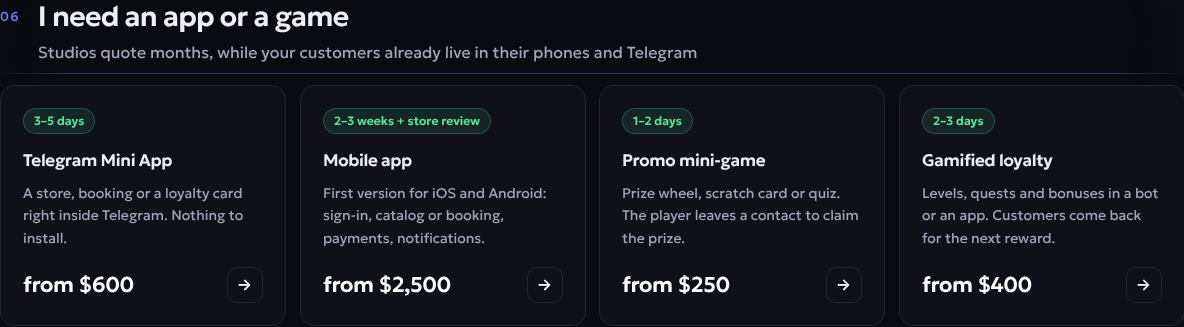 06
I need an app or a game
Studios quote months, while your customers already live in their phones and Telegram
3–5 days
Telegram Mini App
A store, booking or a loyalty card
right inside Telegram. Nothing to
install.
from $600
→
2–3 weeks + store review
Mobile app
First version for iOS and Android:
sign-in, catalog or booking,
payments, notifications.
from $2,500
→
1–2 days
Promo mini-game
Prize wheel, scratch card or quiz.
The player leaves a contact to claim
the prize.
from $250
→
2–3 days
Gamified loyalty
Levels, quests and bonuses in a bot
or an app. Customers come back
for the next reward.
from $400
→